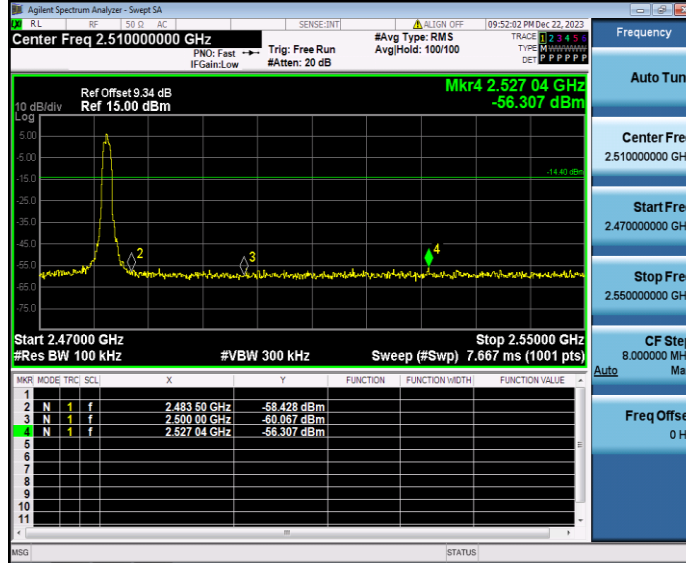 Agilent Spectrum Analyzer - Swept SA
RL RF 50 Ω AC SENSE:INT ALIGN OFF 09:52:02 PM Dec 22, 2023
Center Freq 2.510000000 GHz
PNO: Fast
IFGain:Low
Trig: Free Run
#Atten: 20 dB
#Avg Type: RMS
Avg|Hold: 100/100
TRACE 1 2 3 4 5 6
TYPE M W W W W W
DET P P P P P P
Ref Offset 9.34 dB
Ref 15.00 dBm
10 dB/div
Log
Mkr4 2.527 04 GHz
-56.307 dBm
5.00
-5.00
-15.0
-25.0
-35.0
-45.0
-55.0
-65.0
-75.0
-14.40 dBm
2
3
4
Start 2.47000 GHz
Stop 2.55000 GHz
#Res BW 100 kHz
#VBW 300 kHz
Sweep (#Swp) 7.667 ms (1001 pts)
MKR MODE TRC SCL X Y FUNCTION FUNCTION WIDTH FUNCTION VALUE
1
2 N 1 f 2.483 50 GHz -58.428 dBm
3 N 1 f 2.500 00 GHz -60.067 dBm
4 N 1 f 2.527 04 GHz -56.307 dBm
5
6
7
8
9
10
11
MSG
STATUS
Frequency
Auto Tun
Center Fre
2.510000000 GH
Start Fre
2.470000000 GH
Stop Fre
2.550000000 GH
CF Ste
8.000000 MH
Auto Ma
Freq Offse
0 H